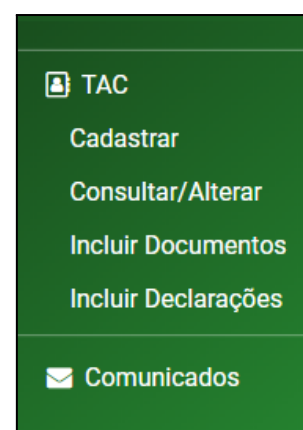 TAC
Cadastrar
Consultar/Alterar
Incluir Documentos
Incluir Declarações
Comunicados